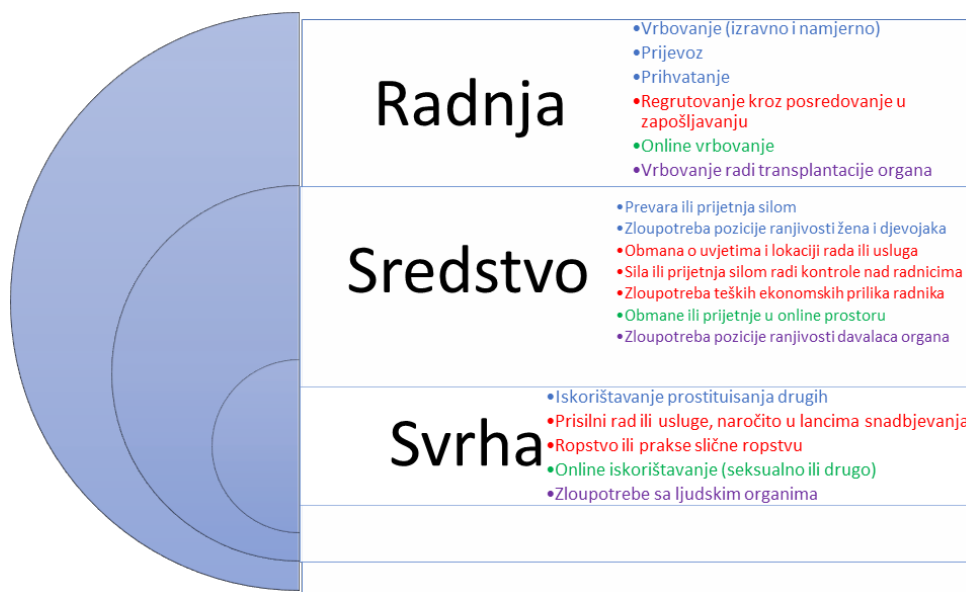 Radnja
•Vrbovanje (izravno i namjerno)
•Prijevoz
•Prihvatanje
•Regrutovanje kroz posredovanje u
zapošljavanju
•Online vrbovanje
•Vrbovanje radi transplantacije organa
Sredstvo
•Prevara ili prijetnja silom
•Zloupotreba pozicije ranjivosti žena i djevojaka
•Obmana o uvjetima i lokaciji rada ili usluga
•Sila ili prijetnja silom radi kontrole nad radnicima
•Zloupotreba teških ekonomskih prilika radnika
•Obmane ili prijetnje u online prostoru
•Zloupotreba pozicije ranjivosti davalaca organa
Svrha
•Iskorištavanje prostituisanja drugih
•Prisilni rad ili usluge, naročito u lancima snadbjevanja
•Ropstvo ili prakse slične ropstvu
•Online iskorištavanje (seksualno ili drugo)
•Zloupotrebe sa ljudskim organima